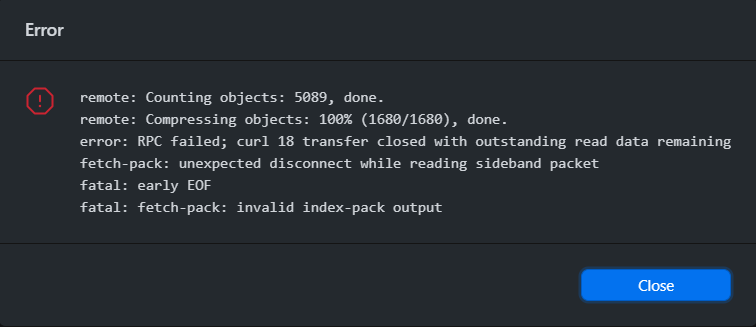 Error
remote: Counting objects: 5089, done.
remote: Compressing objects: 100% (1680/1680), done.
error: RPC failed; curl 18 transfer closed with outstanding read data remaining
fetch-pack: unexpected disconnect while reading sideband packet
fatal: early EOF
fatal: fetch-pack: invalid index-pack output
Close